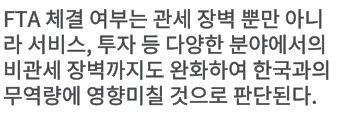 FTA 체결 여부는 관세 장벽 뿐만 아니
라 서비스, 투자 등 다양한 분야에서의
비관세 장벽까지도 완화하여 한국과의
무역량에 영향미칠 것으로 판단된다.